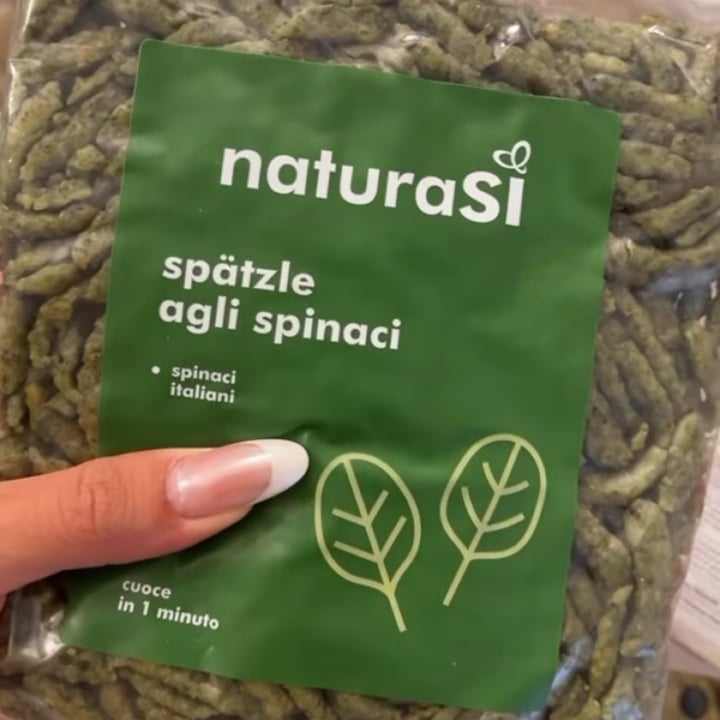 naturaSì
spätzle
agli spinaci
• spinaci
italiani
cuoce
in 1 minuto